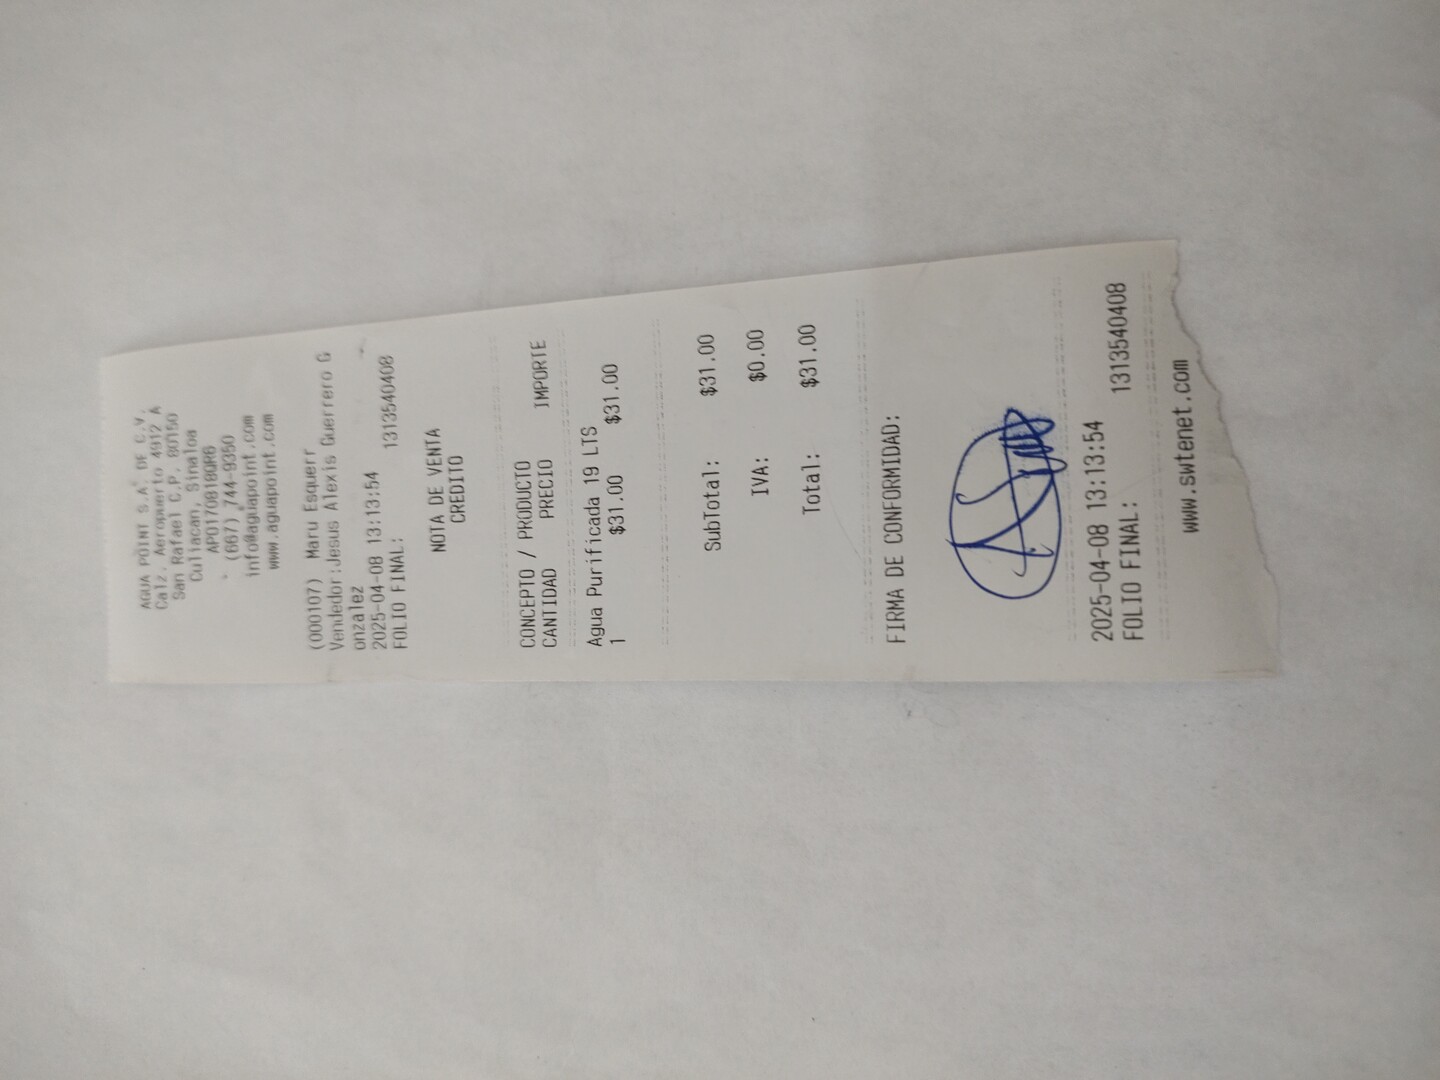 AGUA POINT S.A. DE C.V.
Calz. Aeropuerto 4912 A
San Rafael C.P. 80150
Culiacan, Sinaloa
APO170818QR6
(667) 744-9350
info@aguapoint.com
www.aguapoint.com
(000107) Maru Esquerr
Vendedor:Jesus Alexis Guerrero G
onzalez
2025-04-08 13:13:54
FOLIO FINAL: 1313540408
NOTA DE VENTA
CREDITO
CONCEPTO / PRODUCTO
CANTIDAD PRECIO IMPORTE
Agua Purificada 19 LTS
1 $31.00 $31.00
SubTotal: $31.00
IVA: $0.00
Total: $31.00
FIRMA DE CONFORMIDAD:
2025-04-08 13:13:54
FOLIO FINAL: 1313540408
www.swtenet.com